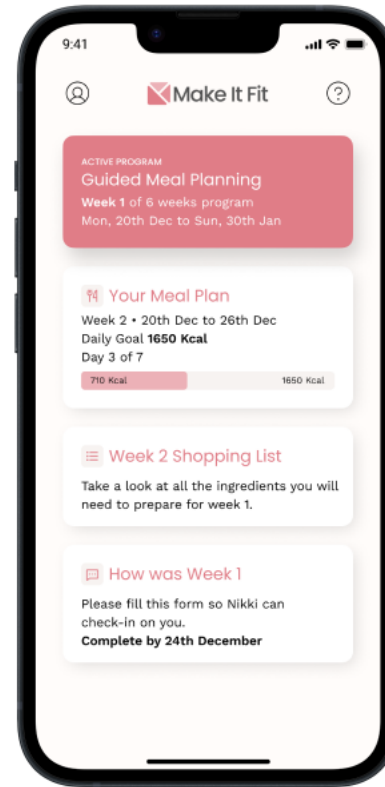 9:41
Make It Fit
ACTIVE PROGRAM
Guided Meal Planning
Week 1 of 6 weeks program
Mon, 20th Dec to Sun, 30th Jan
Your Meal Plan
Week 2 • 20th Dec to 26th Dec
Daily Goal 1650 Kcal
Day 3 of 7
710 Kcal 1650 Kcal
Week 2 Shopping List
Take a look at all the ingredients you will
need to prepare for week 1.
How was Week 1
Please fill this form so Nikki can
check-in on you.
Complete by 24th December